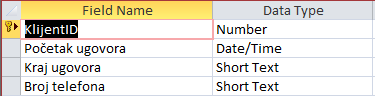 Field Name Data Type
KlijentID Number
Početak ugovora Date/Time
Kraj ugovora Short Text
Broj telefona Short Text